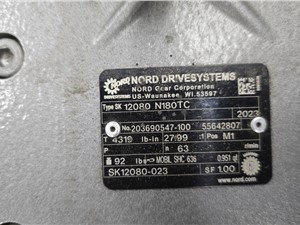 NORD DRIVESYSTEMS
NORD Gear Corporation
US-Waunakee, WI.53597
Type SK 12080 N180TC
No. 203690547-100 55642807
T 4319 lb-in 27.99 :1 Pos M1
P n 63
92 lbs MOBIL SHC 636 0.951 gl
SK12080-023 SF 1.00
www.nord.com